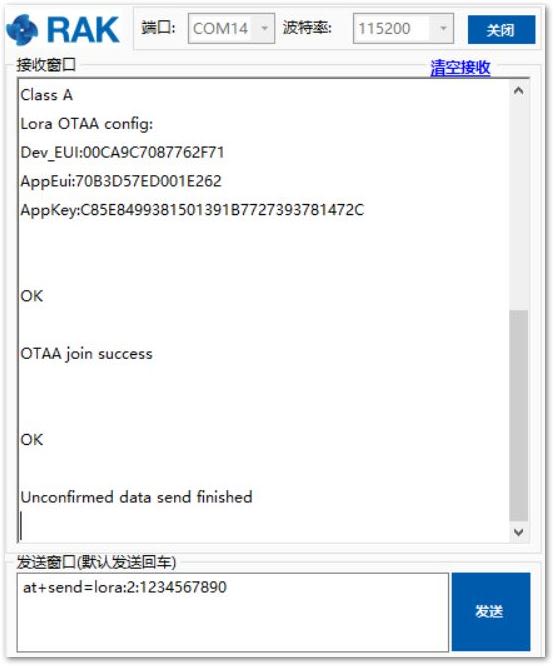 RAK 端口: COM14 波特率: 115200 关闭
接收窗口 清空接收
Class A
Lora OTAA config:
Dev_EUI:00CA9C7087762F71
AppEui:70B3D57ED001E262
AppKey:C85E8499381501391B7727393781472C
OK
OTAA join success
OK
Unconfirmed data send finished
发送窗口(默认发送回车)
at+send=lora:2:1234567890
发送